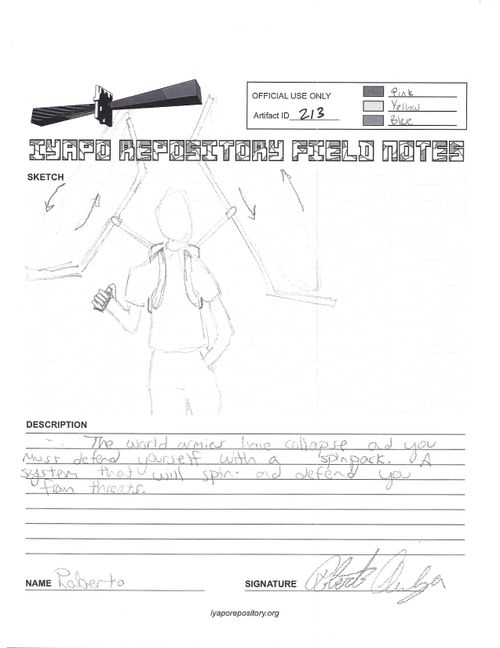 OFFICIAL USE ONLY
Artifact ID 213
Pink
Yellow
Blue
IYAPO REPOSITORY FIELD NOTES
SKETCH
DESCRIPTION
The world armies have collapse ad you
must defend yourself with a spinpack. A
system that will spin and defend you
from threats.
NAME Roberto
SIGNATURE Roberto
iyaporepository.org